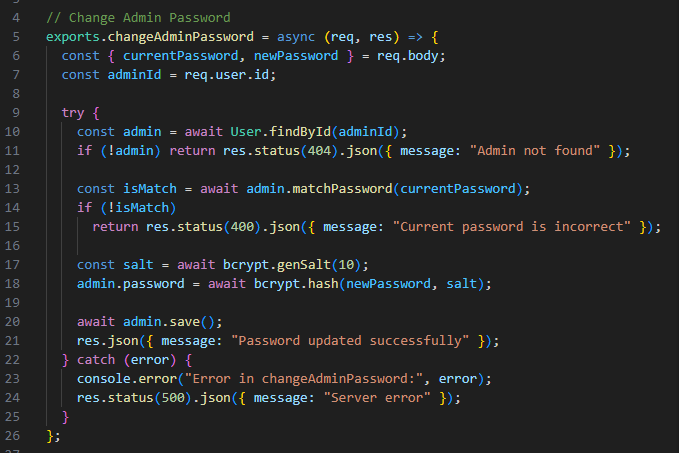 4 // Change Admin Password
5 exports.changeAdminPassword = async (req, res) => {
6 const { currentPassword, newPassword } = req.body;
7 const adminId = req.user.id;
8
9 try {
10 const admin = await User.findById(adminId);
11 if (!admin) return res.status(404).json({ message: "Admin not found" });
12
13 const isMatch = await admin.matchPassword(currentPassword);
14 if (!isMatch)
15 return res.status(400).json({ message: "Current password is incorrect" });
16
17 const salt = await bcrypt.genSalt(10);
18 admin.password = await bcrypt.hash(newPassword, salt);
19
20 await admin.save();
21 res.json({ message: "Password updated successfully" });
22 } catch (error) {
23 console.error("Error in changeAdminPassword:", error);
24 res.status(500).json({ message: "Server error" });
25 }
26 };